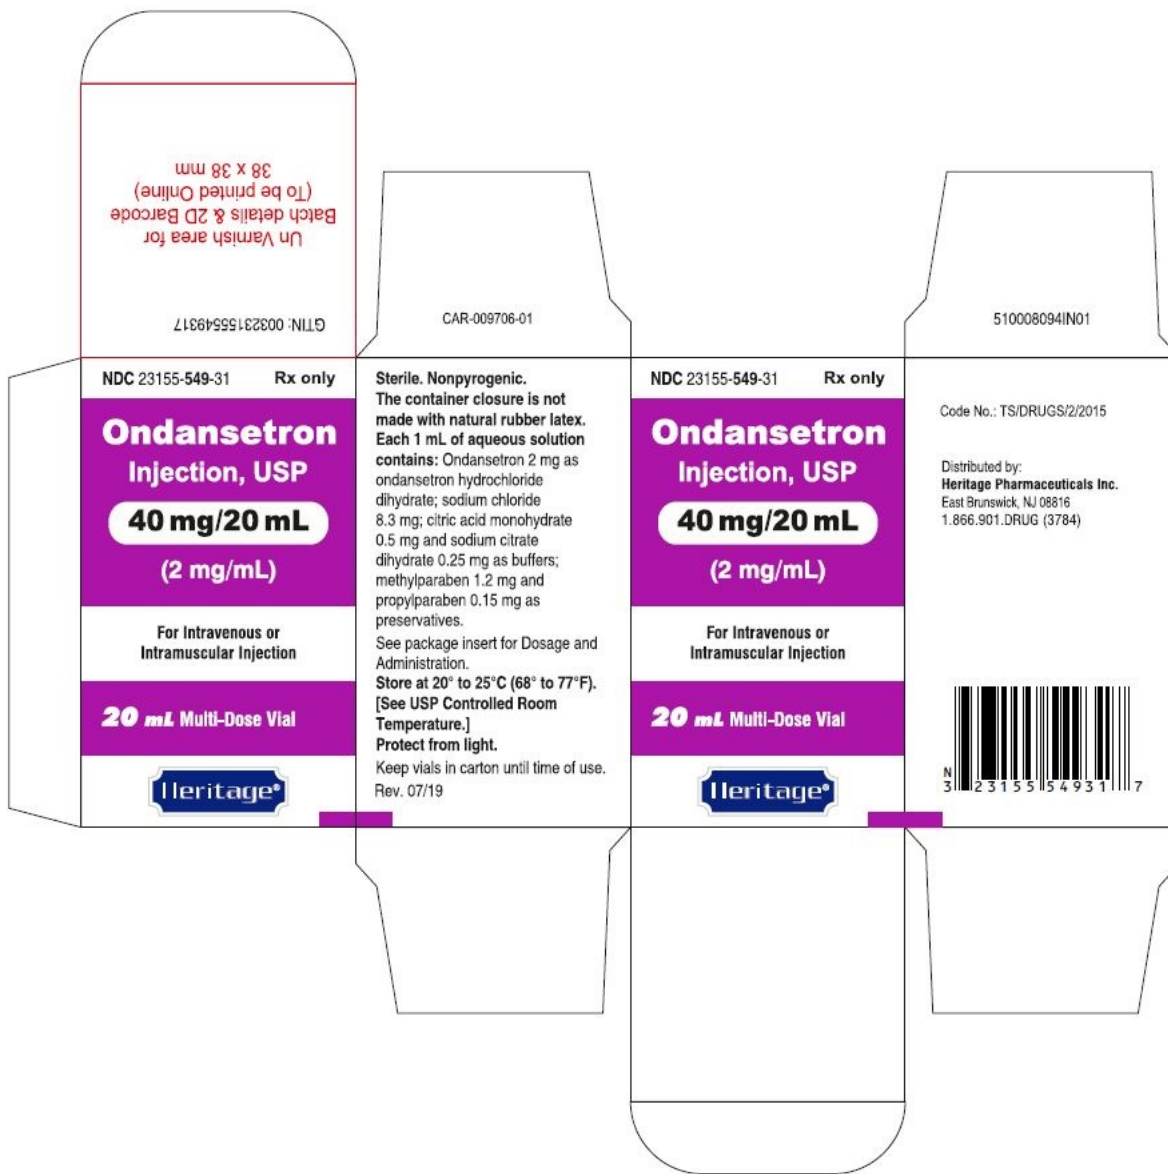 Un Varnish area for
Batch details & 2D Barcode
(To be printed Online)
38 x 38 mm
GTIN: 00323155549317
CAR-009706-01
510008094IN01
NDC 23155-549-31 Rx only
Ondansetron
Injection, USP
40 mg/20 mL
(2 mg/mL)
For Intravenous or
Intramuscular Injection
20 mL Multi-Dose Vial
Heritage®
Sterile. Nonpyrogenic.
The container closure is not
made with natural rubber latex.
Each 1 mL of aqueous solution
contains: Ondansetron 2 mg as
ondansetron hydrochloride
dihydrate; sodium chloride
8.3 mg; citric acid monohydrate
0.5 mg and sodium citrate
dihydrate 0.25 mg as buffers;
methylparaben 1.2 mg and
propylparaben 0.15 mg as
preservatives.
See package insert for Dosage and
Administration.
Store at 20° to 25°C (68° to 77°F).
[See USP Controlled Room
Temperature.]
Protect from light.
Keep vials in carton until time of use.
Rev. 07/19
NDC 23155-549-31 Rx only
Ondansetron
Injection, USP
40 mg/20 mL
(2 mg/mL)
For Intravenous or
Intramuscular Injection
20 mL Multi-Dose Vial
Heritage®
Code No.: TS/DRUGS/2/2015
Distributed by:
Heritage Pharmaceuticals Inc.
East Brunswick, NJ 08816
1.866.901.DRUG (3784)
N
3 23155 54931 7